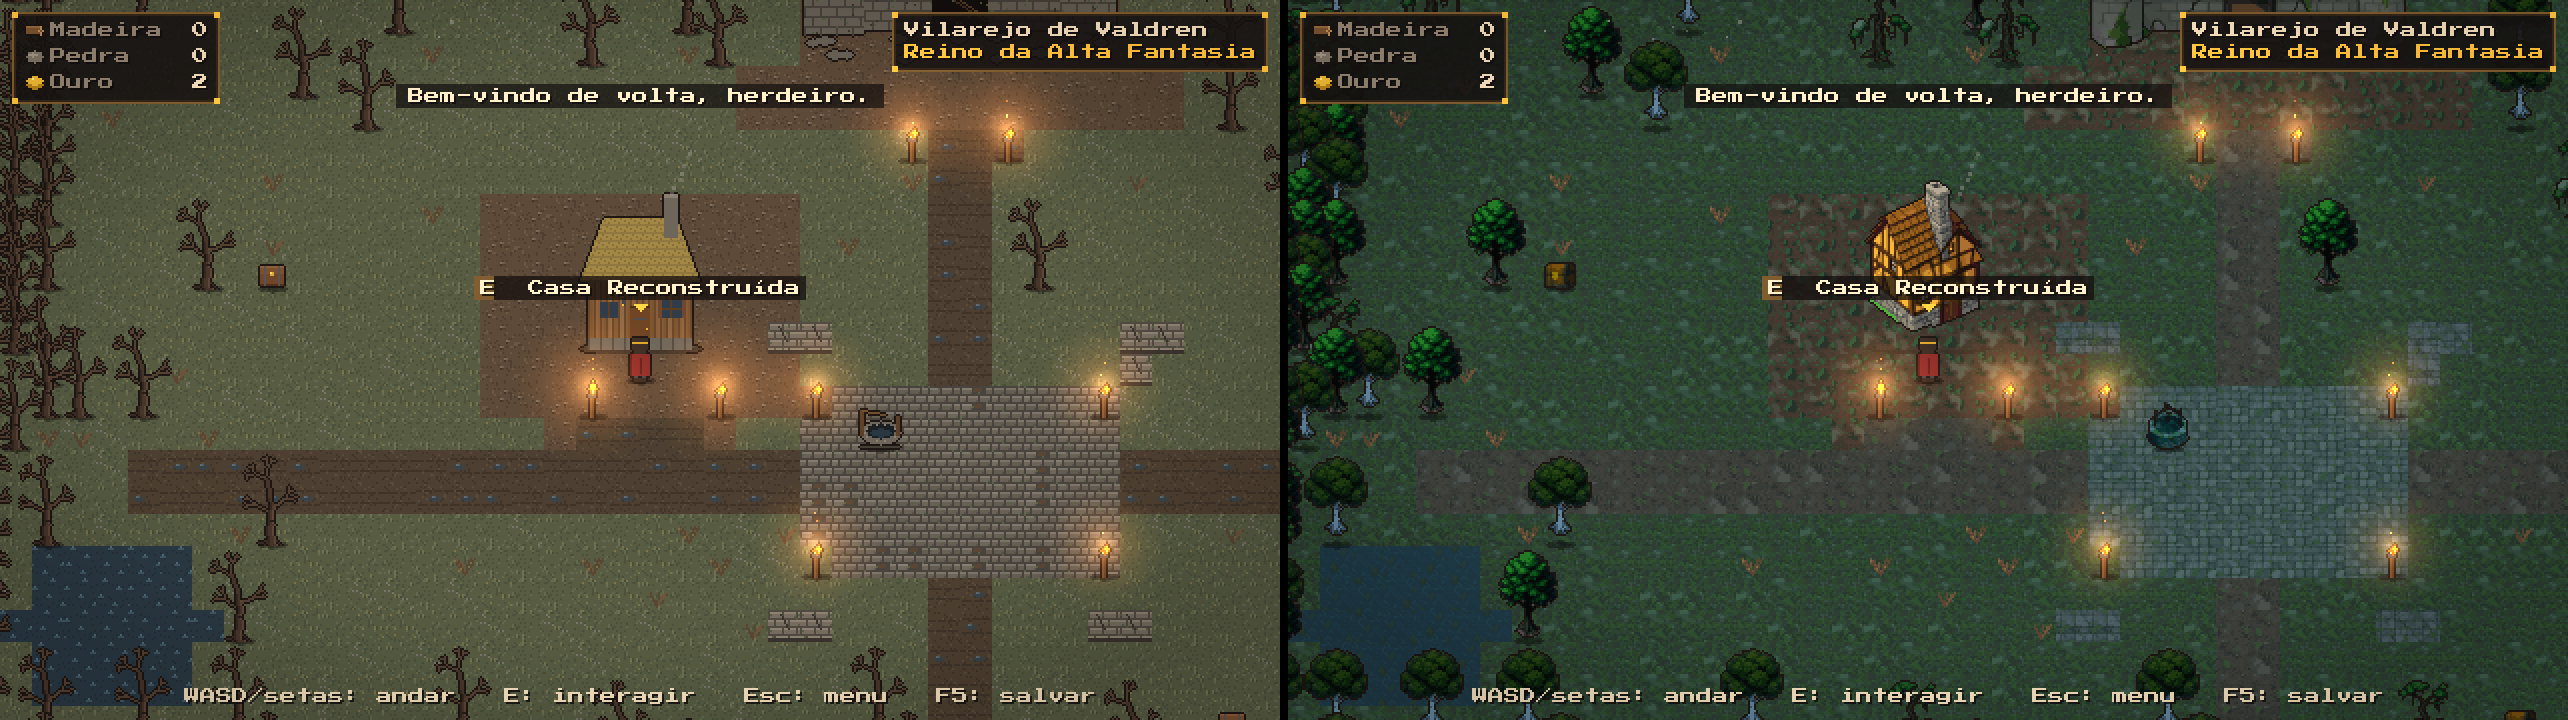 Madeira 0
Pedra 0
Ouro 2
Vilarejo de Valdren
Reino da Alta Fantasia
Bem-vindo de volta, herdeiro.
E Casa Reconstruída
WASD/setas: andar E: interagir Esc: menu F5: salvar
Madeira 0
Pedra 0
Ouro 2
Vilarejo de Valdren
Reino da Alta Fantasia
Bem-vindo de volta, herdeiro.
E Casa Reconstruída
WASD/setas: andar E: interagir Esc: menu F5: salvar